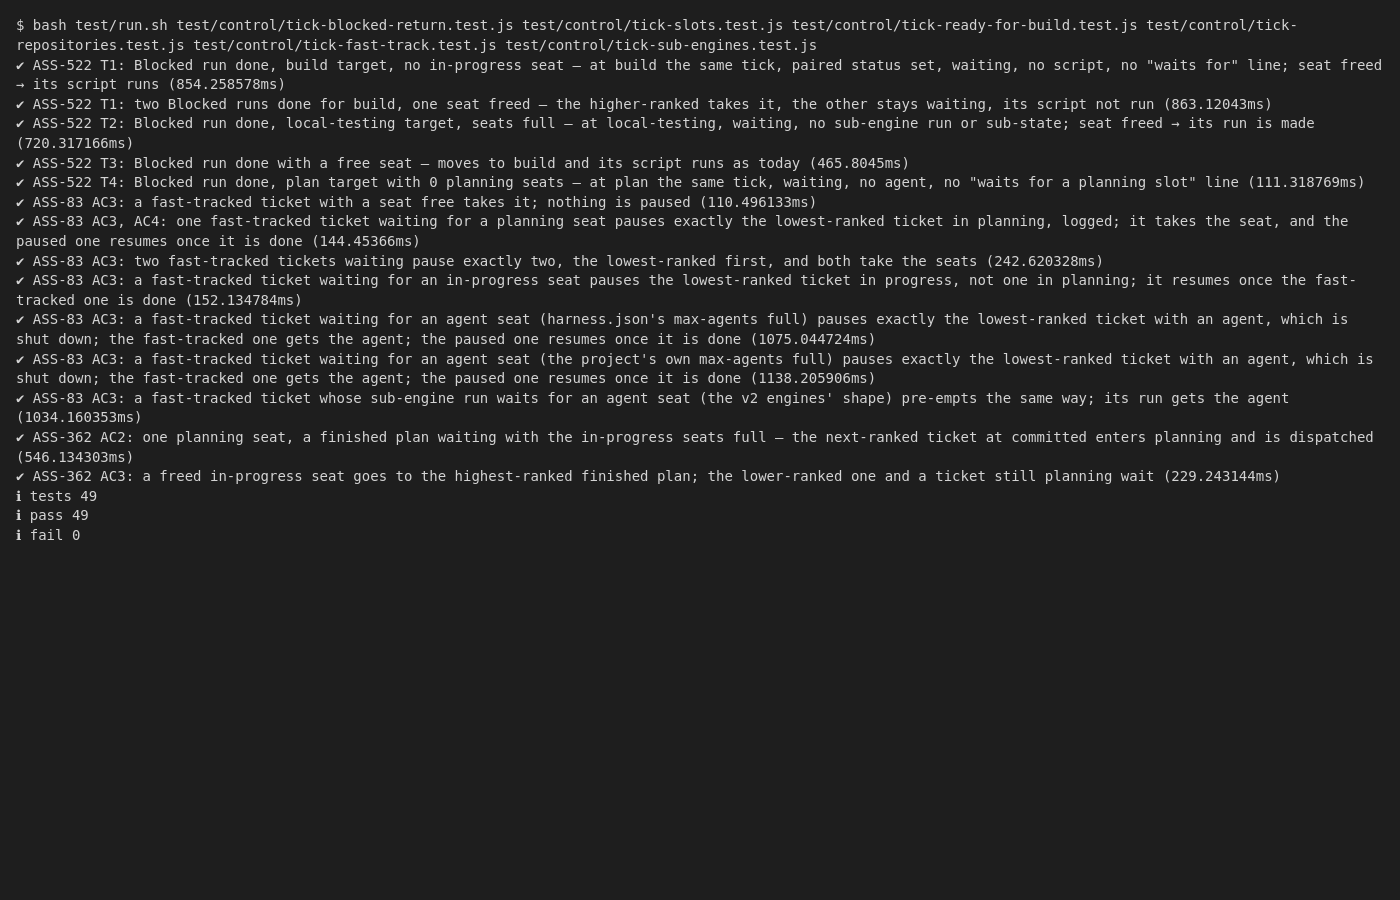 $ bash test/run.sh test/control/tick-blocked-return.test.js test/control/tick-slots.test.js test/control/tick-ready-for-build.test.js test/control/tick-
repositories.test.js test/control/tick-fast-track.test.js test/control/tick-sub-engines.test.js
✔ ASS-522 T1: Blocked run done, build target, no in-progress seat — at build the same tick, paired status set, waiting, no script, no "waits for" line; seat freed
→ its script runs (854.258578ms)
✔ ASS-522 T1: two Blocked runs done for build, one seat freed — the higher-ranked takes it, the other stays waiting, its script not run (863.12043ms)
✔ ASS-522 T2: Blocked run done, local-testing target, seats full — at local-testing, waiting, no sub-engine run or sub-state; seat freed → its run is made
(720.317166ms)
✔ ASS-522 T3: Blocked run done with a free seat — moves to build and its script runs as today (465.8045ms)
✔ ASS-522 T4: Blocked run done, plan target with 0 planning seats — at plan the same tick, waiting, no agent, no "waits for a planning slot" line (111.318769ms)
✔ ASS-83 AC3: a fast-tracked ticket with a seat free takes it; nothing is paused (110.496133ms)
✔ ASS-83 AC3, AC4: one fast-tracked ticket waiting for a planning seat pauses exactly the lowest-ranked ticket in planning, logged; it takes the seat, and the
paused one resumes once it is done (144.45366ms)
✔ ASS-83 AC3: two fast-tracked tickets waiting pause exactly two, the lowest-ranked first, and both take the seats (242.620328ms)
✔ ASS-83 AC3: a fast-tracked ticket waiting for an in-progress seat pauses the lowest-ranked ticket in progress, not one in planning; it resumes once the fast-
tracked one is done (152.134784ms)
✔ ASS-83 AC3: a fast-tracked ticket waiting for an agent seat (harness.json's max-agents full) pauses exactly the lowest-ranked ticket with an agent, which is
shut down; the fast-tracked one gets the agent; the paused one resumes once it is done (1075.044724ms)
✔ ASS-83 AC3: a fast-tracked ticket waiting for an agent seat (the project's own max-agents full) pauses exactly the lowest-ranked ticket with an agent, which is
shut down; the fast-tracked one gets the agent; the paused one resumes once it is done (1138.205906ms)
✔ ASS-83 AC3: a fast-tracked ticket whose sub-engine run waits for an agent seat (the v2 engines' shape) pre-empts the same way; its run gets the agent
(1034.160353ms)
✔ ASS-362 AC2: one planning seat, a finished plan waiting with the in-progress seats full — the next-ranked ticket at committed enters planning and is dispatched
(546.134303ms)
✔ ASS-362 AC3: a freed in-progress seat goes to the highest-ranked finished plan; the lower-ranked one and a ticket still planning wait (229.243144ms)
ℹ tests 49
ℹ pass 49
ℹ fail 0